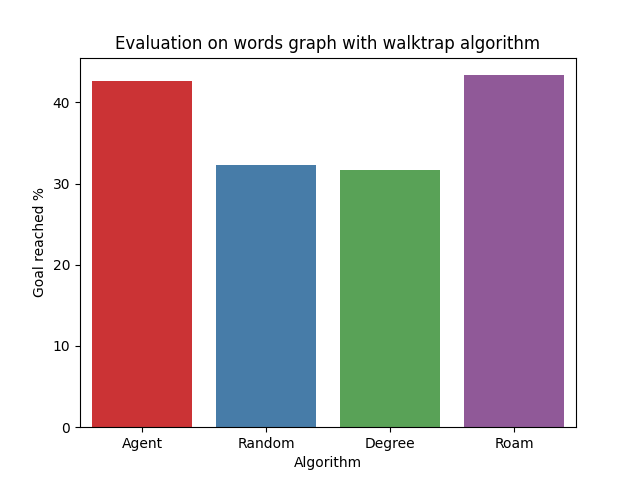 Evaluation on words graph with walktrap algorithm
Goal reached %
40
30
20
10
0
Agent Random Degree Roam
Algorithm